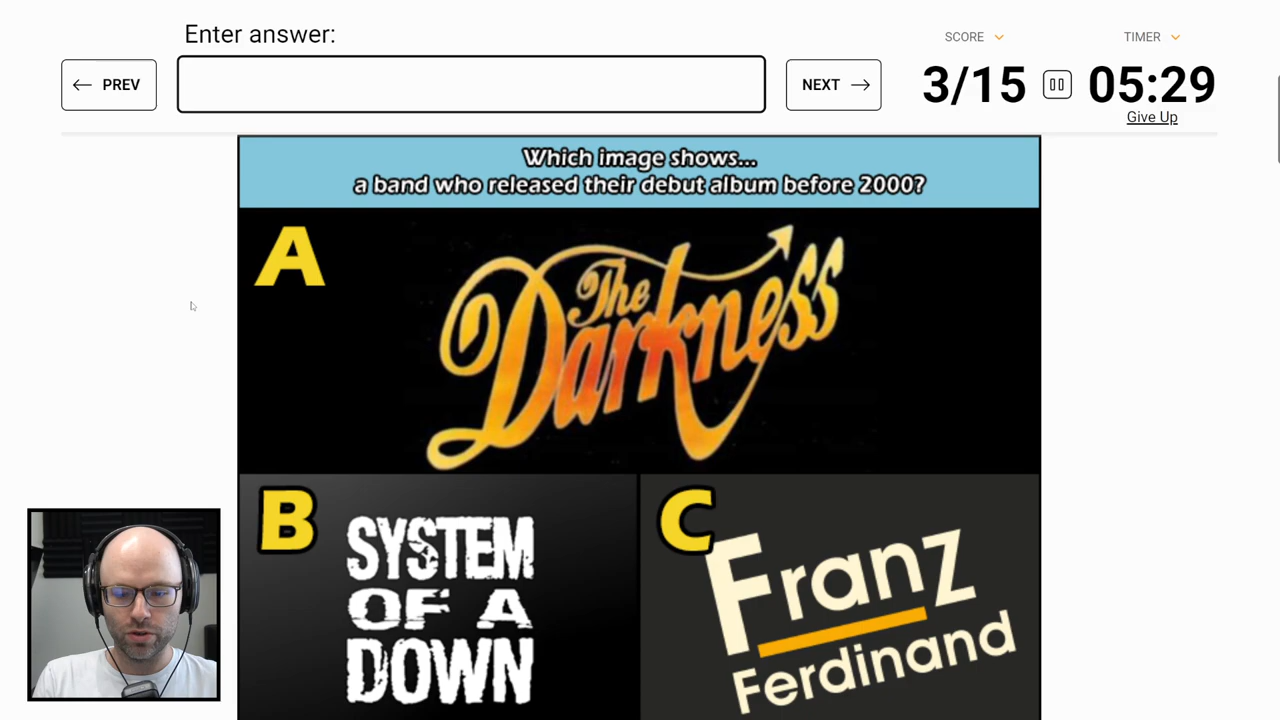 Enter answer:
SCORE
TIMER
← PREV
NEXT →
3/15
05:29
Give Up
Which image shows...
a band who released their debut album before 2000?
A
The
Darkness
B
SYSTEM
OF A
DOWN
C
Franz
Ferdinand